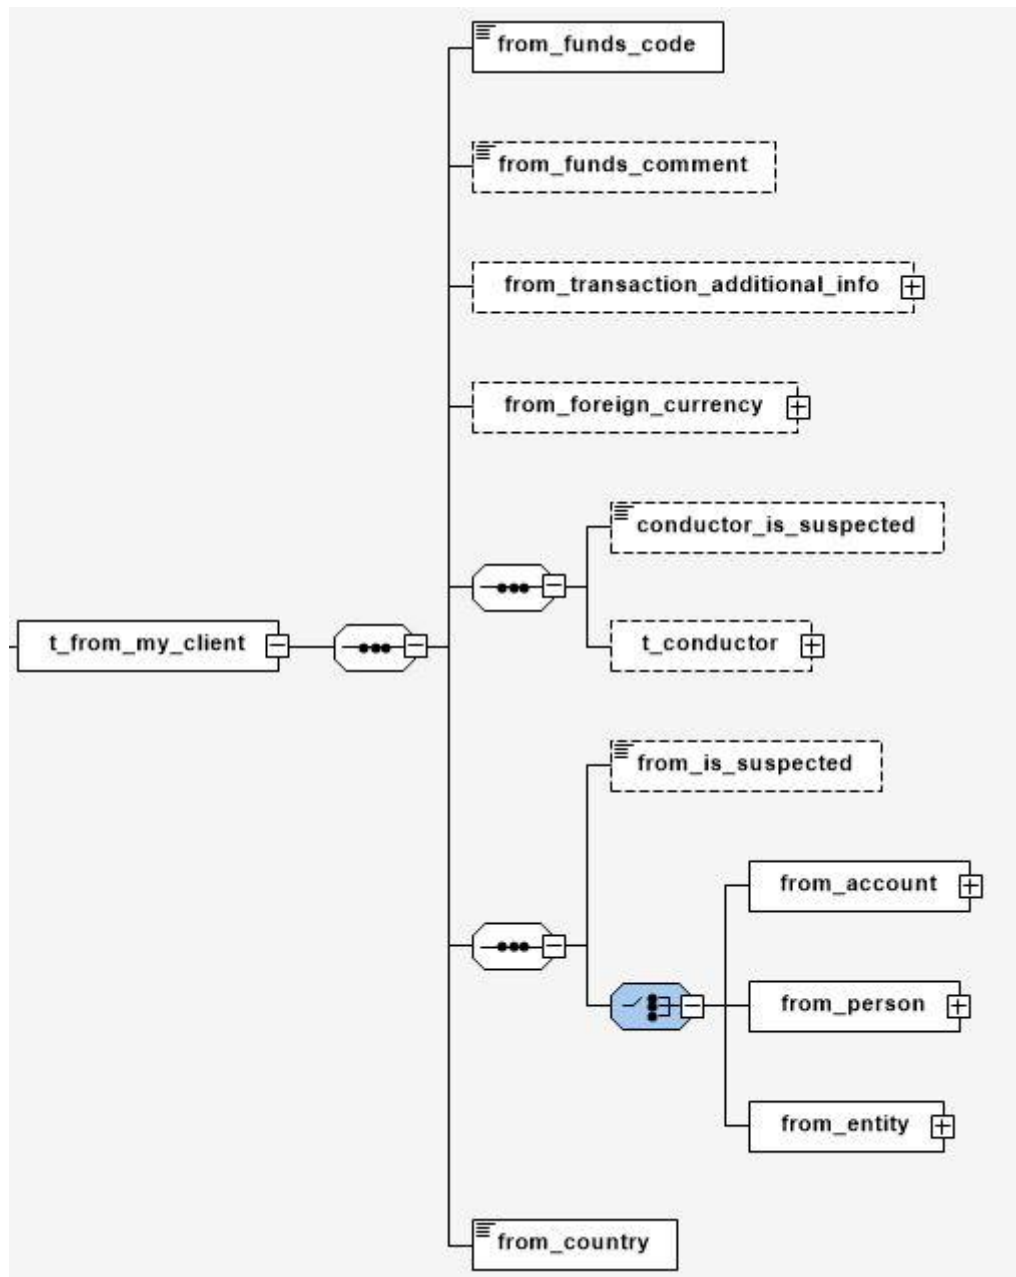 from_funds_code
from_funds_comment
from_transaction_additional_info
from_foreign_currency
conductor_is_suspected
t_from_my_client
t_conductor
from_is_suspected
from_account
from_person
from_entity
from_country